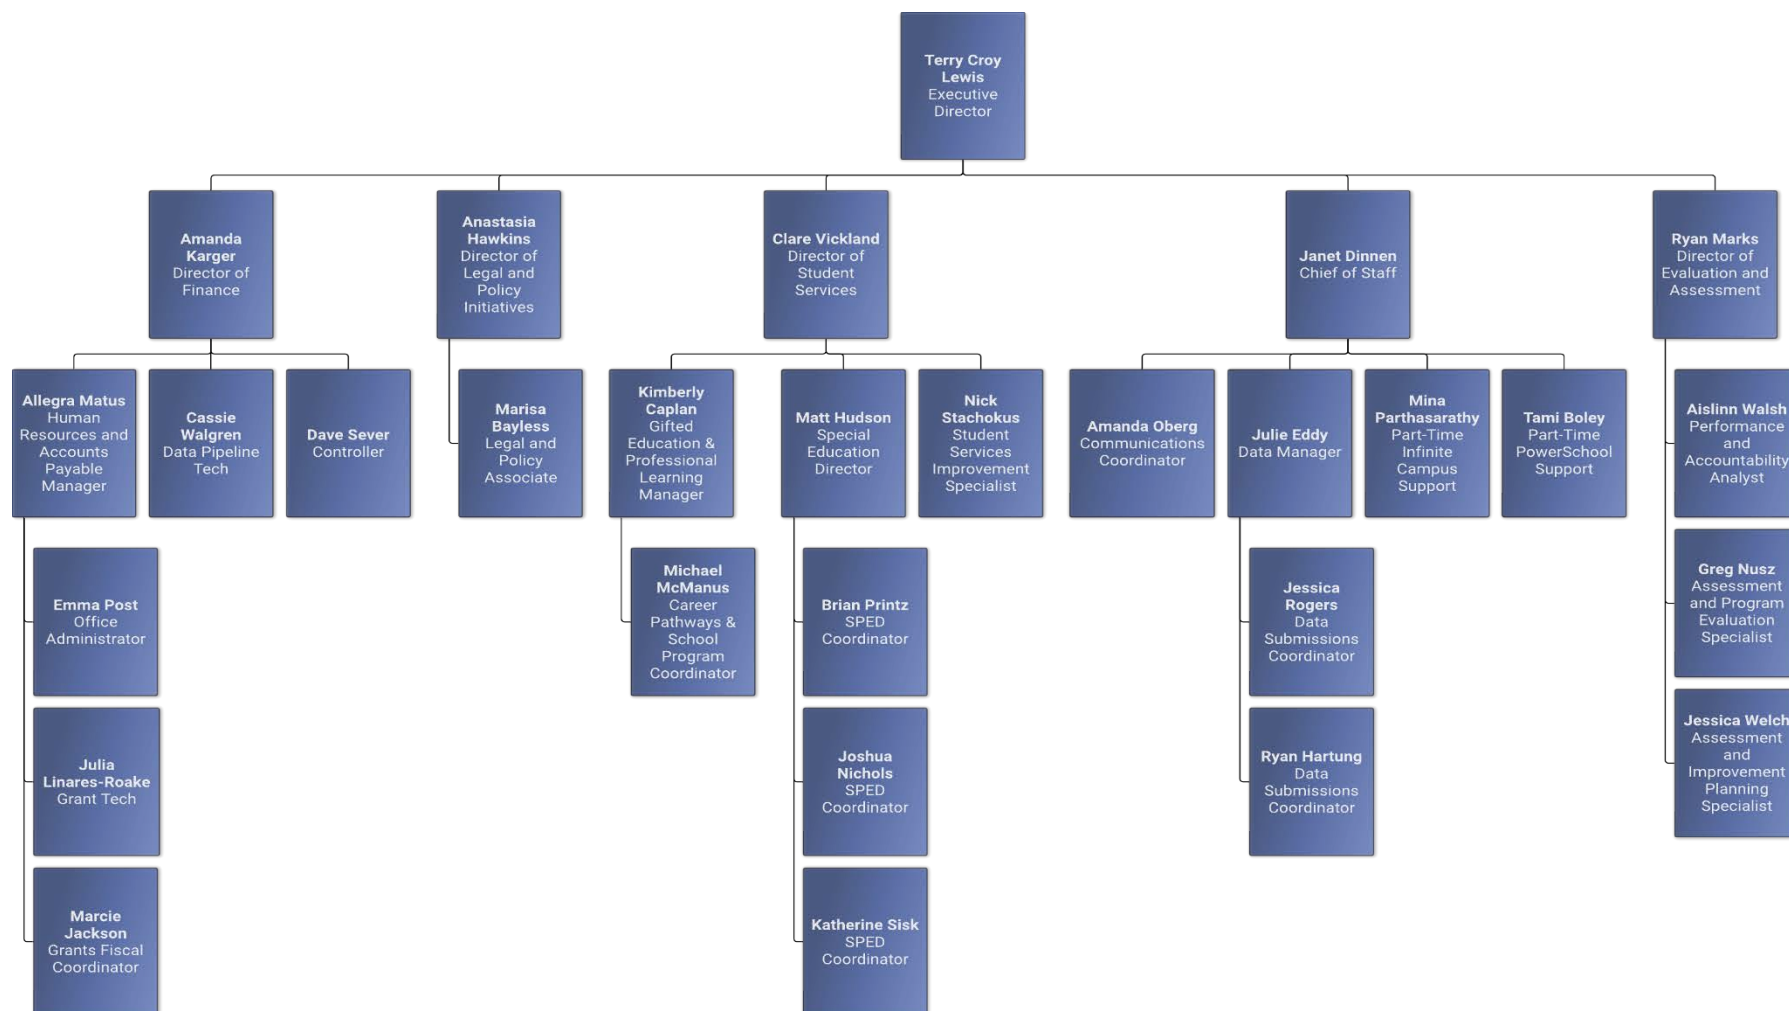 Terry Croy
Lewis
Executive
Director
Amanda
Karger
Director of
Finance
Anastasia
Hawkins
Director of
Legal and
Policy
Initiatives
Clare Vickland
Director of
Student
Services
Janet Dinnen
Chief of Staff
Ryan Marks
Director of
Evaluation and
Assessment
Allegra Matus
Human
Resources and
Accounts
Payable
Manager
Cassie
Walgren
Data Pipeline
Tech
Dave Sever
Controller
Marisa
Bayless
Legal and
Policy
Associate
Kimberly
Caplan
Gifted
Education &
Professional
Learning
Manager
Matt Hudson
Special
Education
Director
Nick
Stachokus
Student
Services
Improvement
Specialist
Amanda Oberg
Communications
Coordinator
Julie Eddy
Data Manager
Mina
Parthasarathy
Part-Time
Infinite
Campus
Support
Tami Boley
Part-Time
PowerSchool
Support
Aislinn Walsh
Performance
and
Accountability
Analyst
Emma Post
Office
Administrator
Michael
McManus
Career
Pathways &
School
Program
Coordinator
Brian Printz
SPED
Coordinator
Jessica
Rogers
Data
Submissions
Coordinator
Greg Nusz
Assessment
and Program
Evaluation
Specialist
Julia
Linares-Roake
Grant Tech
Joshua
Nichols
SPED
Coordinator
Ryan Hartung
Data
Submissions
Coordinator
Jessica Welch
Assessment
and
Improvement
Planning
Specialist
Marcie
Jackson
Grants Fiscal
Coordinator
Katherine Sisk
SPED
Coordinator